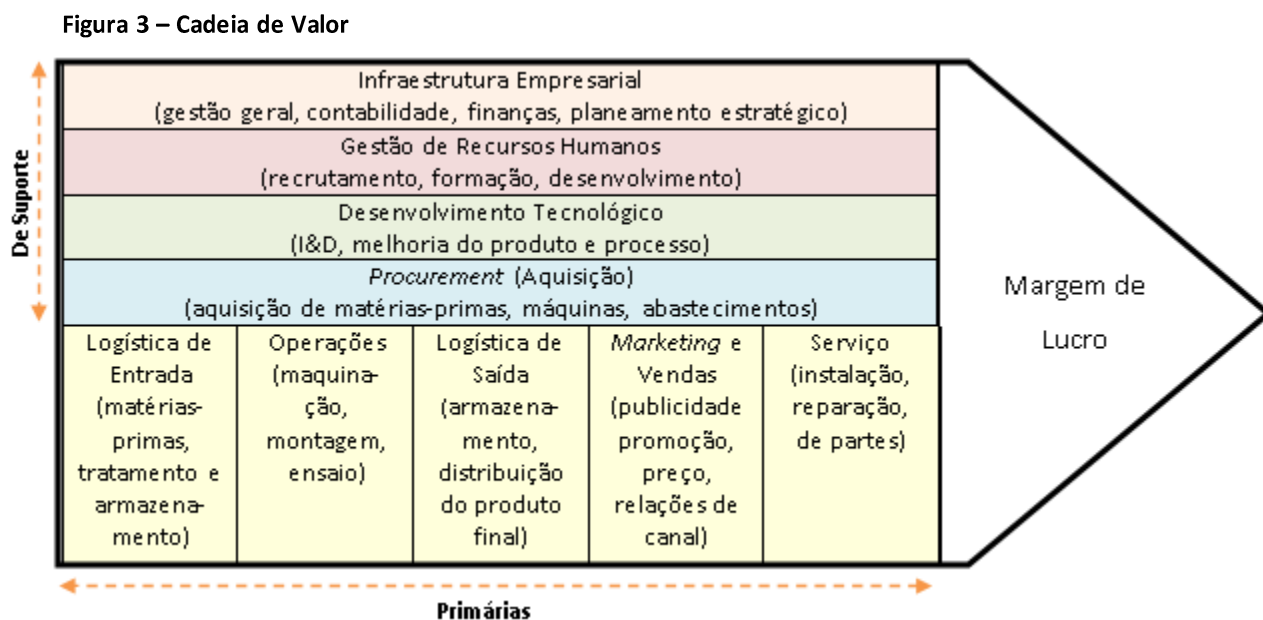 Figura 3 – Cadeia de Valor
De Suporte
Infraestrutura Empresarial
(gestão geral, contabilidade, finanças, planeamento estratégico)
Gestão de Recursos Humanos
(recrutamento, formação, desenvolvimento)
Desenvolvimento Tecnológico
(I&D, melhoria do produto e processo)
Procurement (Aquisição)
(aquisição de matérias-primas, máquinas, abastecimentos)
Logística de
Entrada
(matérias-
primas,
tratamento e
armazena-
mento)
Operações
(maquina-
ção,
montagem,
ensaio)
Logística de
Saída
(armazena-
mento,
distribuição
do produto
final)
Marketing e
Vendas
(publicidade
promoção,
preço,
relações de
canal)
Serviço
(instalação,
reparação,
de partes)
Margem de
Lucro
Primárias